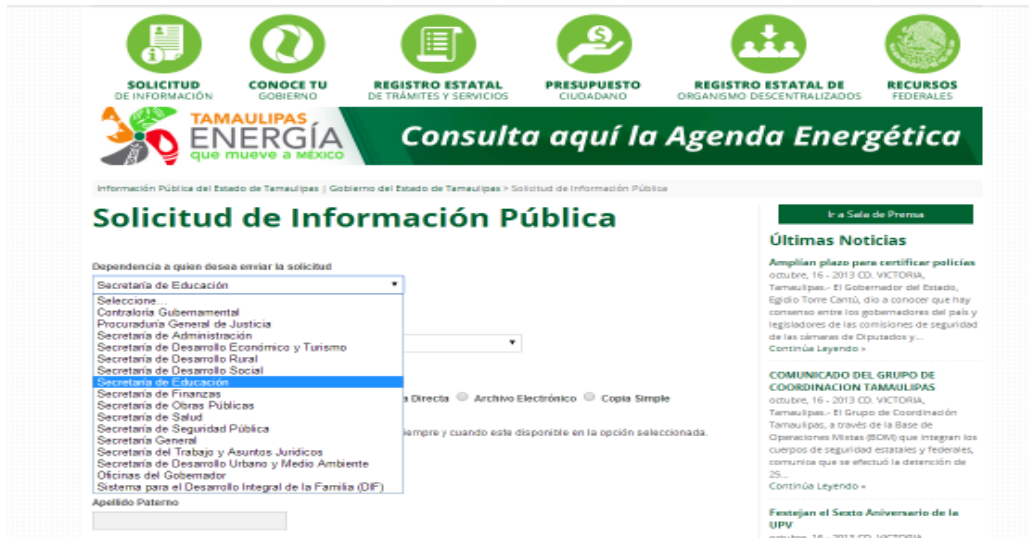 SOLICITUD
DE INFORMACIÓN
CONOCE TU
GOBIERNO
REGISTRO ESTATAL
DE TRÁMITES Y SERVICIOS
PRESUPUESTO
CIUDADANO
REGISTRO ESTATAL DE
ORGANISMO DESCENTRALIZADOS
RECURSOS
FEDERALES
TAMAULIPAS
ENERGÍA
que mueve a MÉXICO
Consulta aquí la Agenda Energética
Información Pública del Estado de Tamaulipas | Gobierno del Estado de Tamaulipas > Solicitud de Información Pública
Solicitud de Información Pública
Dependencia a quien desea enviar la solicitud
Secretaría de Educación
Seleccione...
Contraloría Gubernamental
Procuraduría General de Justicia
Secretaría de Administración
Secretaría de Desarrollo Económico y Turismo
Secretaría de Desarrollo Rural
Secretaría de Desarrollo Social
Secretaría de Educación
Secretaría de Finanzas
Secretaría de Obras Públicas
Secretaría de Salud
Secretaría de Seguridad Pública
Secretaría General
Secretaría del Trabajo y Asuntos Jurídicos
Secretaría de Desarrollo Urbano y Medio Ambiente
Oficinas del Gobernador
Sistema para el Desarrollo Integral de la Familia (DIF)
a Directa Archivo Electrónico Copia Simple
iempre y cuando este disponible en la opción seleccionada.
Apellido Paterno
Ir a Sala de Prensa
Últimas Noticias
Amplían plazo para certificar policías
octubre, 16 - 2013 CD. VICTORIA,
Tamaulipas.- El Gobernador del Estado,
Egidio Torre Cantú, dio a conocer que hay
consenso entre los gobernadores del país y
legisladores de las comisiones de seguridad
de las cámaras de Diputados y...
Continúa Leyendo »
COMUNICADO DEL GRUPO DE
COORDINACION TAMAULIPAS
octubre, 16 - 2013 CD. VICTORIA,
Tamaulipas.- El Grupo de Coordinación
Tamaulipas, a través de la Base de
Operaciones Mixtas (BOM) que integran los
cuerpos de seguridad estatales y federales,
comunica que se efectuó la detención de
25...
Continúa Leyendo »
Festejan el Sexto Aniversario de la
UPV
octubre, 16 - 2013 CD. VICTORIA,